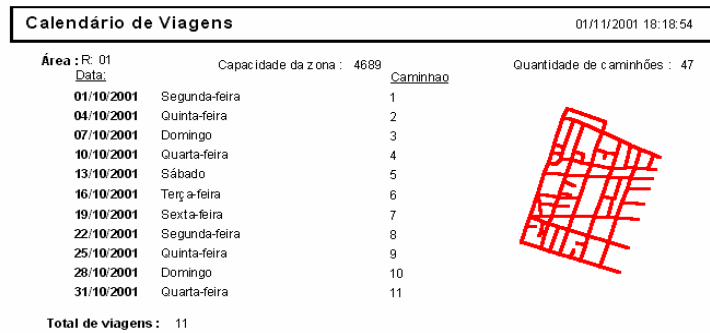 Calendário de Viagens 01/11/2001 18:18:54
Área : R: 01 Capacidade da zona : 4689 Quantidade de caminhões : 47
Data: Caminhao
01/10/2001 Segunda-feira 1
04/10/2001 Quinta-feira 2
07/10/2001 Domingo 3
10/10/2001 Quarta-feira 4
13/10/2001 Sábado 5
16/10/2001 Terça-feira 6
19/10/2001 Sexta-feira 7
22/10/2001 Segunda-feira 8
25/10/2001 Quinta-feira 9
28/10/2001 Domingo 10
31/10/2001 Quarta-feira 11
Total de viagens : 11